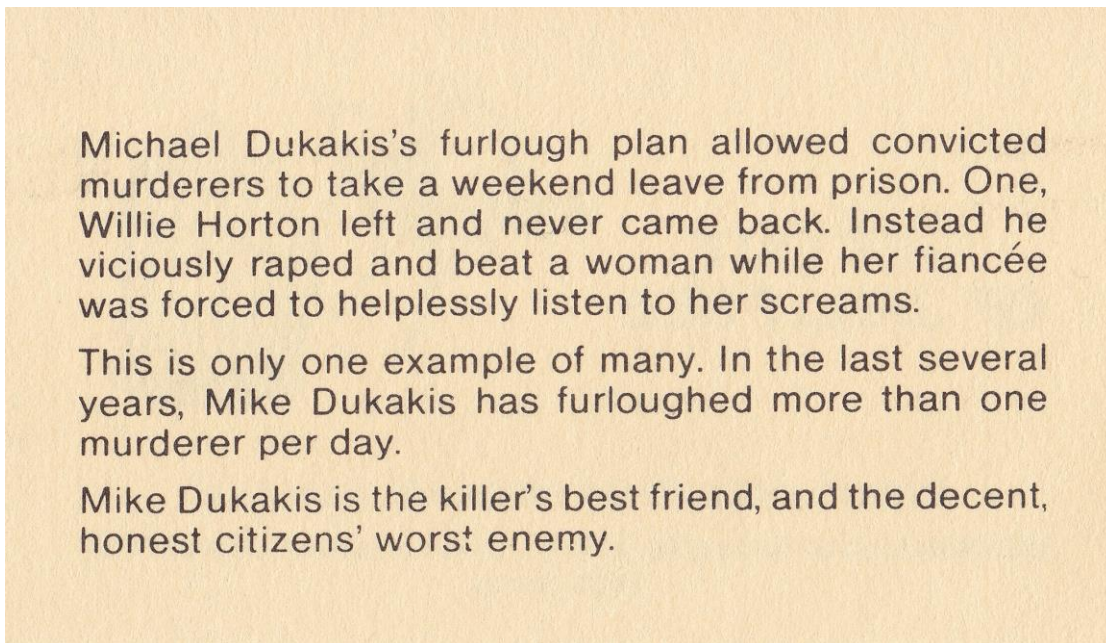 Michael Dukakis's furlough plan allowed convicted
murderers to take a weekend leave from prison. One,
Willie Horton left and never came back. Instead he
viciously raped and beat a woman while her fiancée
was forced to helplessly listen to her screams.
This is only one example of many. In the last several
years, Mike Dukakis has furloughed more than one
murderer per day.
Mike Dukakis is the killer's best friend, and the decent,
honest citizens' worst enemy.